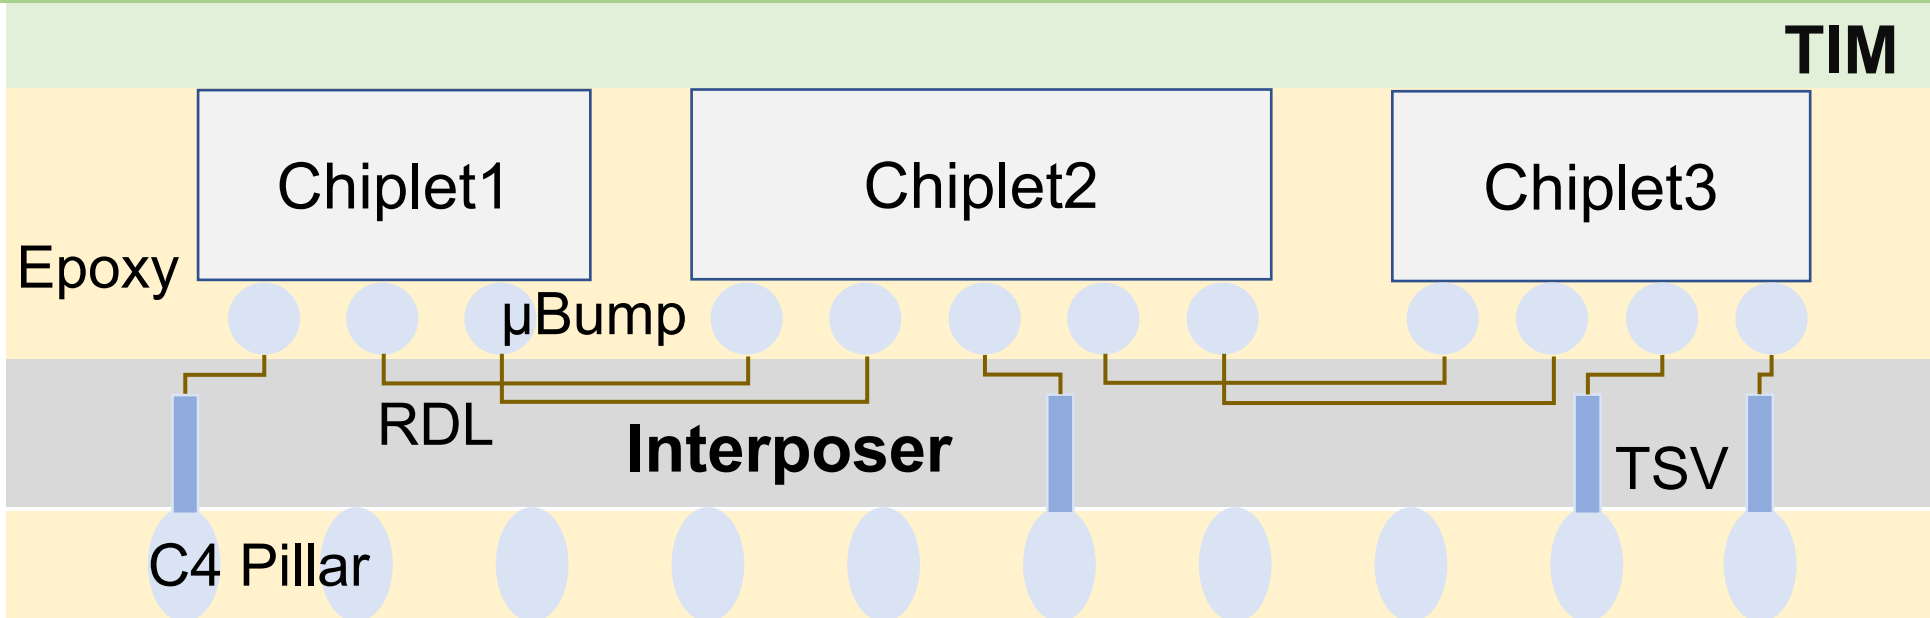 TIM
Chiplet1
Chiplet2
Chiplet3
Epoxy
µBump
RDL
Interposer
TSV
C4 Pillar